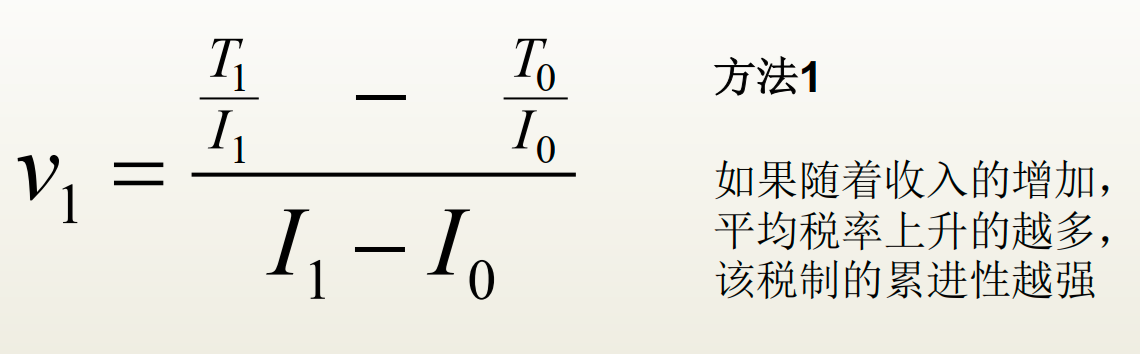 v₁ = (T₁/I₁ − T₀/I₀) / (I₁ − I₀)
方法1
如果随着收入的增加，
平均税率上升的越多，
该税制的累进性越强